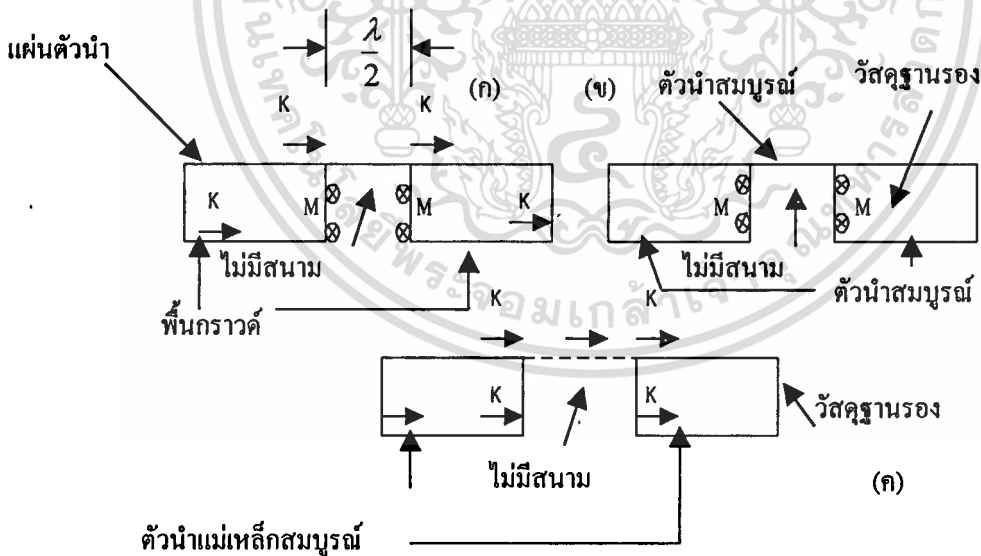 แผ่นตัวนำ
λ/2
(ก)
(ข)
ตัวนำสมบูรณ์
วัสดุฐานรอง
K
K
K
M
M
K
M
M
ไม่มีสนาม
ไม่มีสนาม
ตัวนำสมบูรณ์
พื้นกราวด์
K
K
K
K
วัสดุฐานรอง
ไม่มีสนาม
(ค)
ตัวนำแม่เหล็กสมบูรณ์